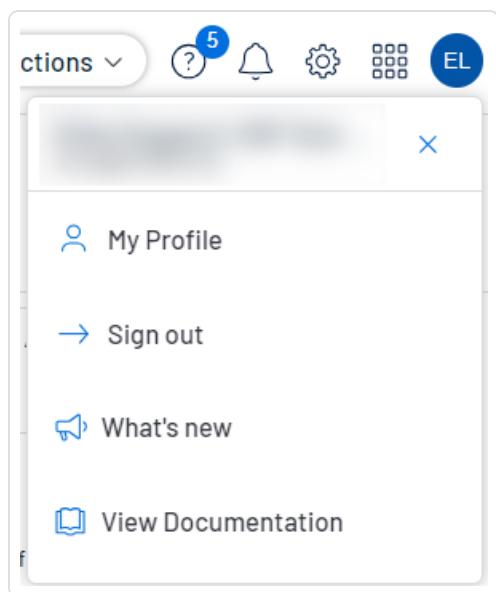 ctions
5
?
EL
My Profile
Sign out
What's new
View Documentation
f